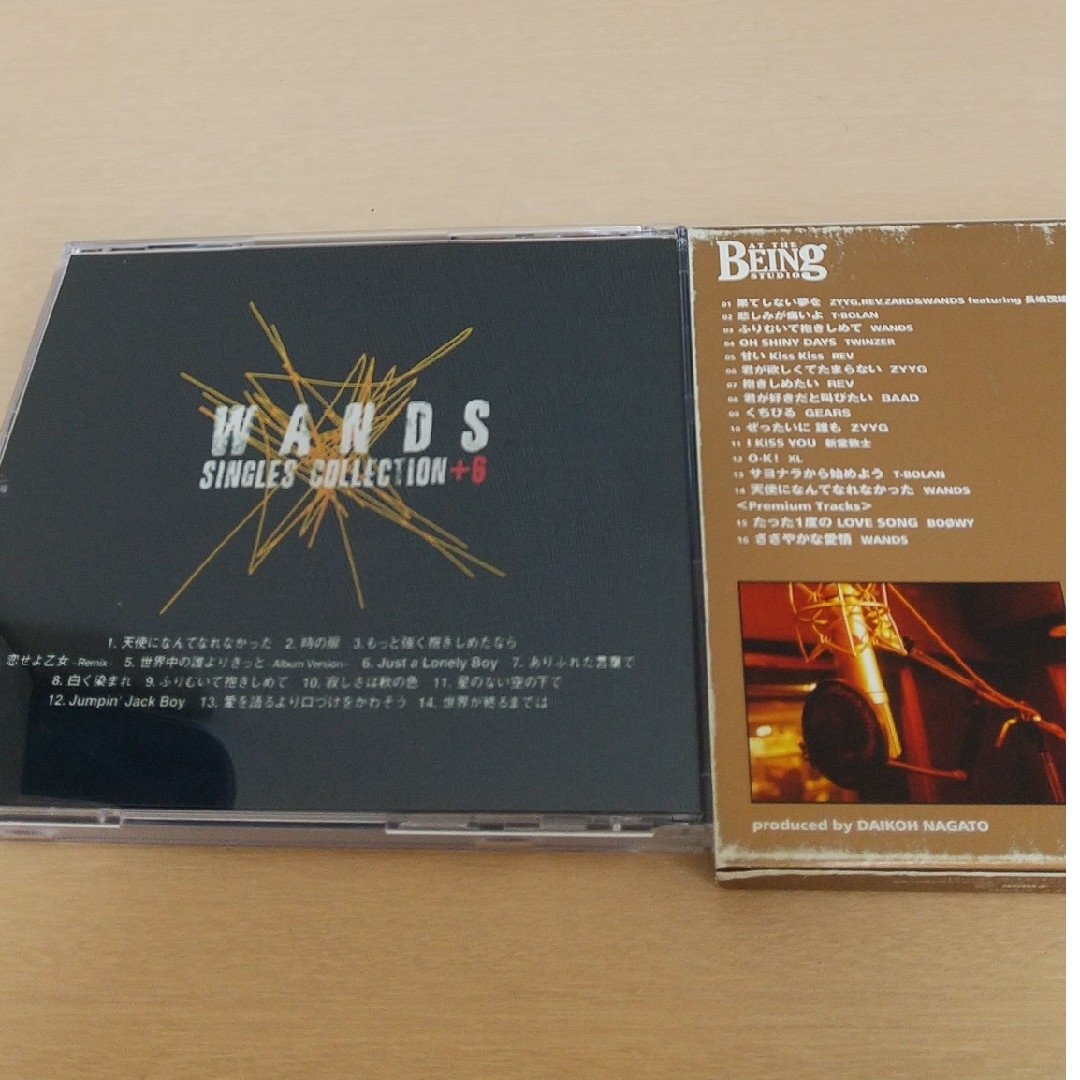 WANDS
SINGLES COLLECTION+6
1. 天使になんてなれなかった 2. 時の扉 3.もっと強く抱きしめたなら
恋せよ乙女 -Remix- 5. 世界中の誰よりきっと -Album Version- 6. Just a Lonely Boy 7. ありふれた言葉で
8. 白く染まれ 9. ふりむいて抱きしめて 10. 寂しさは秋の色 11. 星のない空の下で
12. Jumpin' Jack Boy 13. 愛を語るより口づけをかわそう 14. 世界が終るまでは
AT THE
BEING
STUDIO
01 果てしない夢を ZYYG,REV,ZARD&WANDS featuring 長嶋茂雄
02 悲しみが痛いよ T-BOLAN
03 ふりむいて抱きしめて WANDS
04 OH SHINY DAYS TWINZER
05 甘い Kiss Kiss REV
06 君が欲しくてたまらない ZYYG
07 抱きしめたい REV
08 君が好きだと叫びたい BAAD
09 くちびる GEARS
10 ぜったいに 誰も ZYYG
11 I KISS YOU 新堂敦士
12 O-K! XL
13 サヨナラから始めよう T-BOLAN
14 天使になんてなれなかった WANDS
<Premium Tracks>
15 たった1度の LOVE SONG BOØWY
16 ささやかな愛情 WANDS
produced by DAIKOH NAGATO